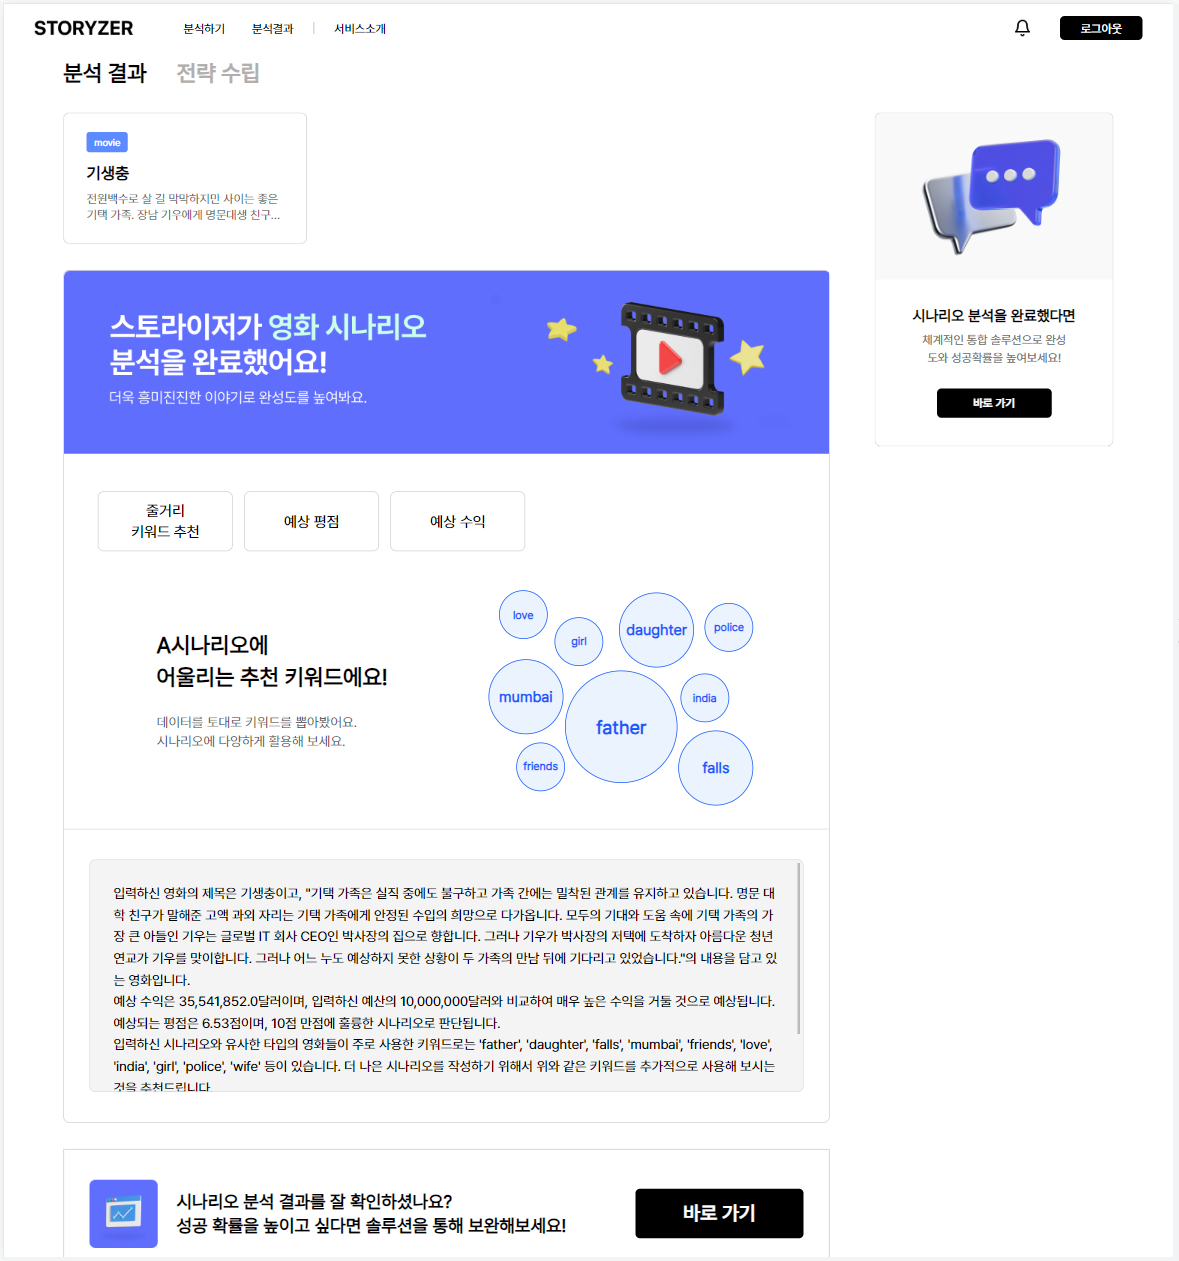 STORYZER
분석하기
분석결과
서비스소개
로그아웃
분석 결과
전략 수립
movie
기생충
전원백수로 살 길 막막하지만 사이는 좋은
기택 가족. 장남 기우에게 명문대생 친구...
시나리오 분석을 완료했다면
체계적인 통합 솔루션으로 완성
도와 성공확률을 높여보세요!
바로 가기
스토라이저가 영화 시나리오
분석을 완료했어요!
더욱 흥미진진한 이야기로 완성도를 높여봐요.
줄거리
키워드 추천
예상 평점
예상 수익
A시나리오에
어울리는 추천 키워드에요!
데이터를 토대로 키워드를 뽑아봤어요.
시나리오에 다양하게 활용해 보세요.
love
girl
daughter
police
mumbai
father
india
friends
falls
입력하신 영화의 제목은 기생충이고, "기택 가족은 실직 중에도 불구하고 가족 간에는 밀착된 관계를 유지하고 있습니다. 명문 대
학 친구가 말해준 고액 과외 자리는 기택 가족에게 안정된 수입의 희망으로 다가옵니다. 모두의 기대와 도움 속에 기택 가족의 가
장 큰 아들인 기우는 글로벌 IT 회사 CEO인 박사장의 집으로 향합니다. 그러나 기우가 박사장의 저택에 도착하자 아름다운 청년
연교가 기우를 맞이합니다. 그러나 어느 누도 예상하지 못한 상황이 두 가족의 만남 뒤에 기다리고 있었습니다."의 내용을 담고 있
는 영화입니다.
예상 수익은 35,541,852.0달러이며, 입력하신 예산의 10,000,000달러와 비교하여 매우 높은 수익을 거둘 것으로 예상됩니다.
예상되는 평점은 6.53점이며, 10점 만점에 훌륭한 시나리오로 판단됩니다.
입력하신 시나리오와 유사한 타입의 영화들이 주로 사용한 키워드로는 'father', 'daughter', 'falls', 'mumbai', 'friends', 'love',
'india', 'girl', 'police', 'wife' 등이 있습니다. 더 나은 시나리오를 작성하기 위해서 위와 같은 키워드를 추가적으로 사용해 보시는
것을 추천드립니다.
시나리오 분석 결과를 잘 확인하셨나요?
성공 확률을 높이고 싶다면 솔루션을 통해 보완해보세요!
바로 가기